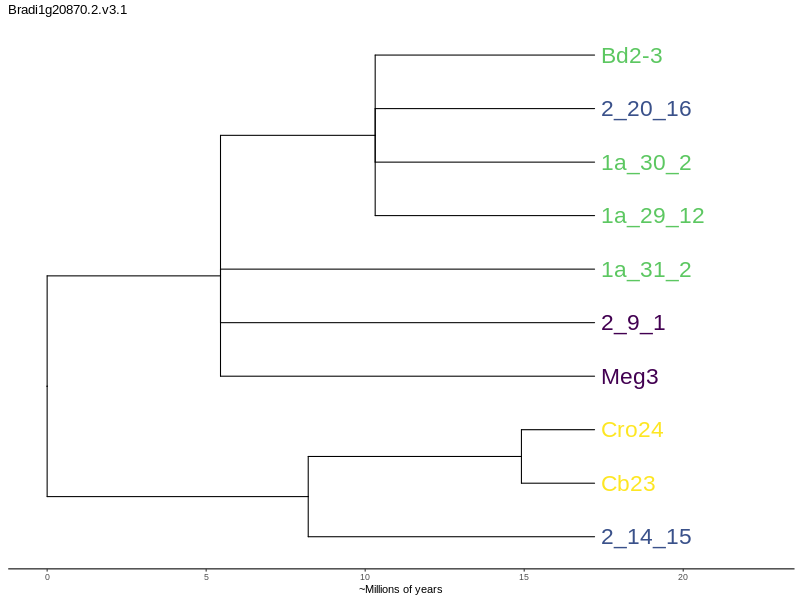 Bradi1g20870.2.v3.1
Bd2-3
2_20_16
1a_30_2
1a_29_12
1a_31_2
2_9_1
Meg3
Cro24
Cb23
2_14_15
0 5 10 15 20
~Millions of years